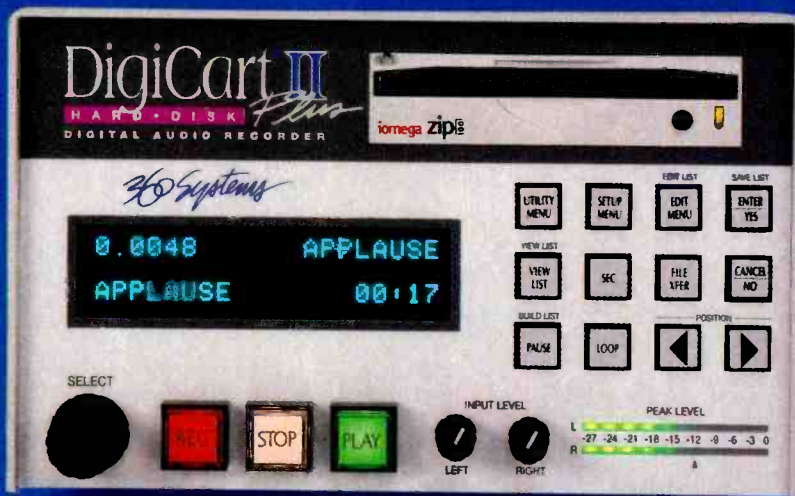 DigiCart II
HARD•DISK Plus
DIGITAL AUDIO RECORDER
iomega zip
360 Systems
0.0048 APPLAUSE
APPLAUSE 00:17
EDIT LIST SAVE LIST
UTILITY MENU SETUP MENU EDIT MENU ENTER YES
VIEW LIST
VIEW LIST SEC FILE XFER CANCEL NO
BUILD LIST POSITION
PAUSE LOOP
SELECT
REC STOP PLAY
INPUT LEVEL
LEFT RIGHT
PEAK LEVEL
L
-27 -24 -21 -18 -15 -12 -9 -6 -3 0
R